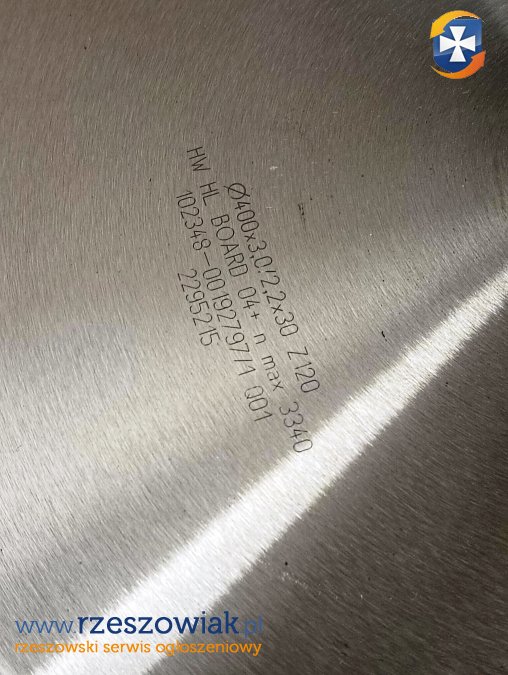 Ø400x3,0/2,2x30 Z120
HW HL BOARD 04+ n max 3340
102348-00192797/1 Q01
2295215
www.rzeszowiak.pl
rzeszowski serwis ogłoszeniowy